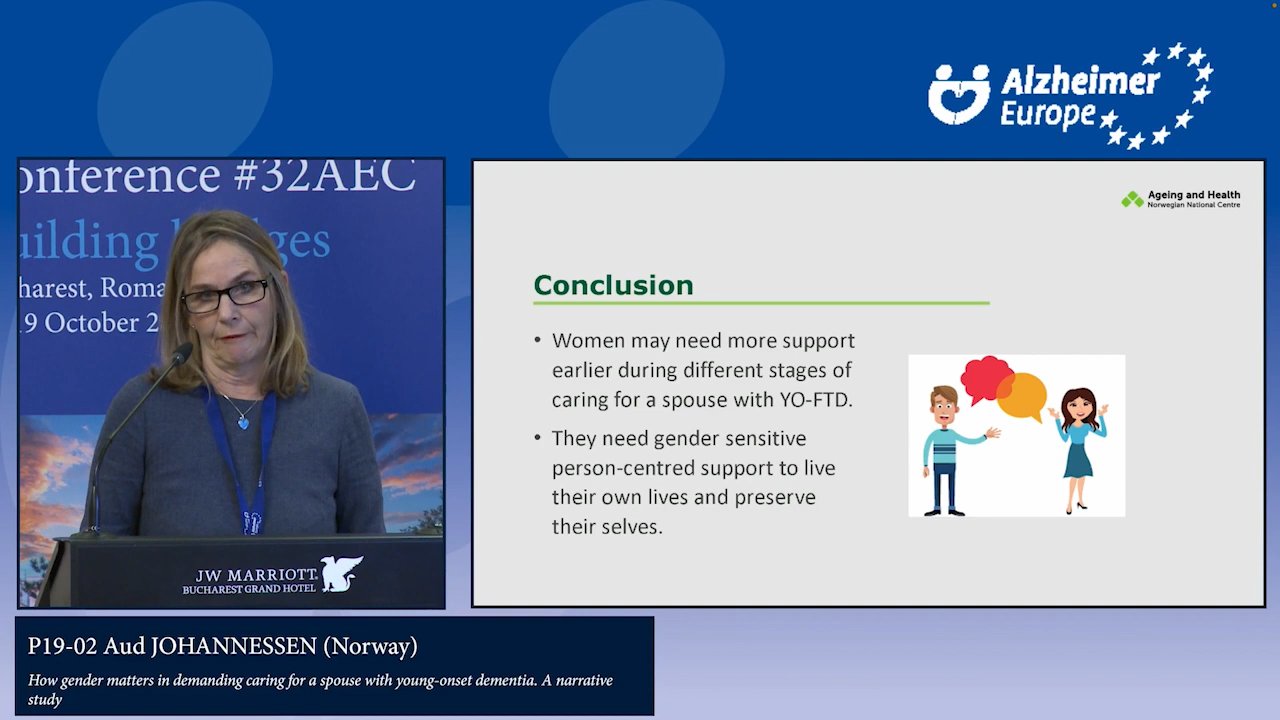 Alzheimer
Europe
onference #32AEC
uilding
ges
harest, Roma
19 October 2
JW MARRIOTT
BUCHAREST GRAND HOTEL
Ageing and Health
Norwegian National Centre
Conclusion
• Women may need more support
earlier during different stages of
caring for a spouse with YO-FTD.
• They need gender sensitive
person-centred support to live
their own lives and preserve
their selves.
P19-02 Aud JOHANNESSEN (Norway)
How gender matters in demanding caring for a spouse with young-onset dementia. A narrative
study